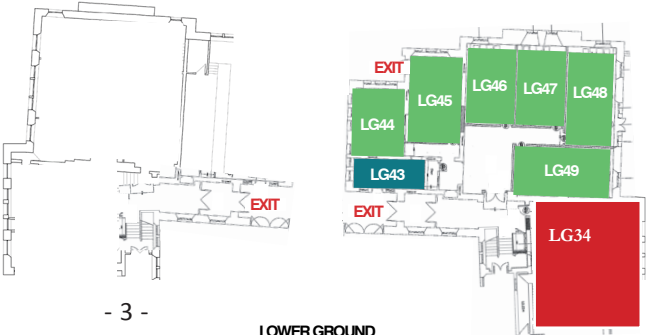 EXIT
LG46
LG47
LG48
LG45
LG44
LG43
LG49
EXIT
EXIT
LG34
- 3 -
LOWER GROUND